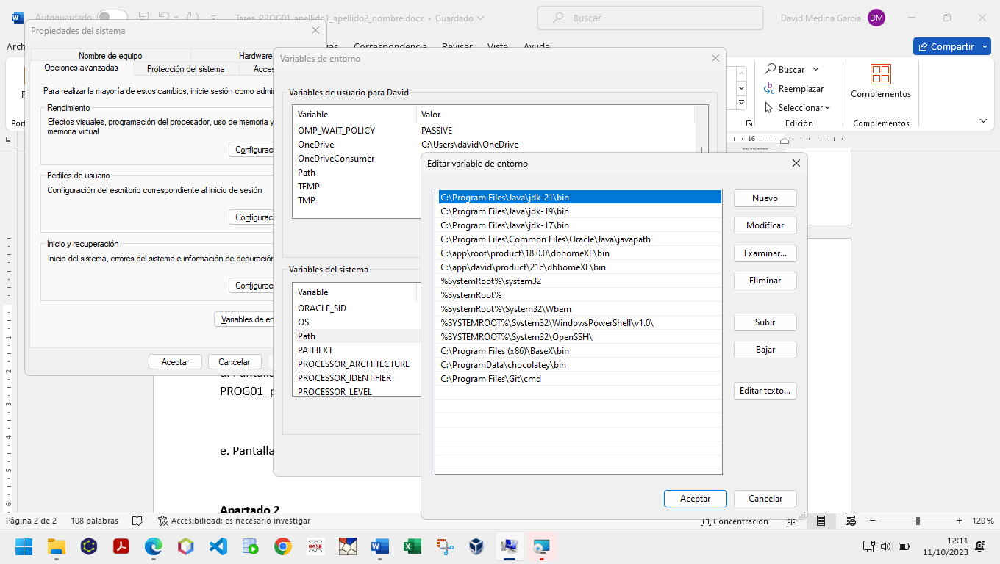 Autoguardado
Tarea_PROG01_apellido1_apellido2_nombre.docx • Guardado
Buscar
David Medina Garcia
DM
Propiedades del sistema
Correspondencia Revisar Vista Ayuda
Compartir
Nombre de equipo
Hardware
Opciones avanzadas
Protección del sistema
Para realizar la mayoría de estos cambios, inicie sesión como
Rendimiento
Efectos visuales, programación del procesador, uso de memoria y
memoria virtual
Perfiles de usuario
Configuración del escritorio correspondiente al inicio de sesión
Inicio y recuperación
Inicio del sistema, errores del sistema e información de depuración
Variables de
Aceptar
Cancelar
Variables de entorno
Variables de usuario para David
Variable Valor
OMP_WAIT_POLICY PASSIVE
OneDrive C:\Users\david\OneDrive
OneDriveConsumer
Path
TEMP
TMP
Variables del sistema
Variable
ORACLE_SID
OS
Path
PATHEXT
PROCESSOR_ARCHITECTURE
PROCESSOR_IDENTIFIER
PROCESSOR_LEVEL
Editar variable de entorno
C:\Program Files\Java\jdk-21\bin
C:\Program Files\Java\jdk-19\bin
C:\Program Files\Java\jdk-17\bin
C:\Program Files\Common Files\Oracle\Java\javapath
C:\app\root\product\18.0.0\dbhomeXE\bin
C:\app\david\product\21c\dbhomeXE\bin
%SystemRoot%\system32
%SystemRoot%
%SystemRoot%\System32\Wbem
%SYSTEMROOT%\System32\WindowsPowerShell\v1.0\
%SYSTEMROOT%\System32\OpenSSH\
C:\Program Files (x86)\BaseX\bin
C:\ProgramData\chocolatey\bin
C:\Program Files\Git\cmd
Nuevo
Modificar
Examinar...
Eliminar
Subir
Bajar
Editar texto...
Aceptar
Cancelar
Buscar
Reemplazar
Seleccionar
Edición
Complementos
Complementos
16
e. Pantalla
Apartado 2
Página 2 de 2
108 palabras
Accesibilidad: es necesario investigar
Concentración
120 %
12:11
11/10/2023